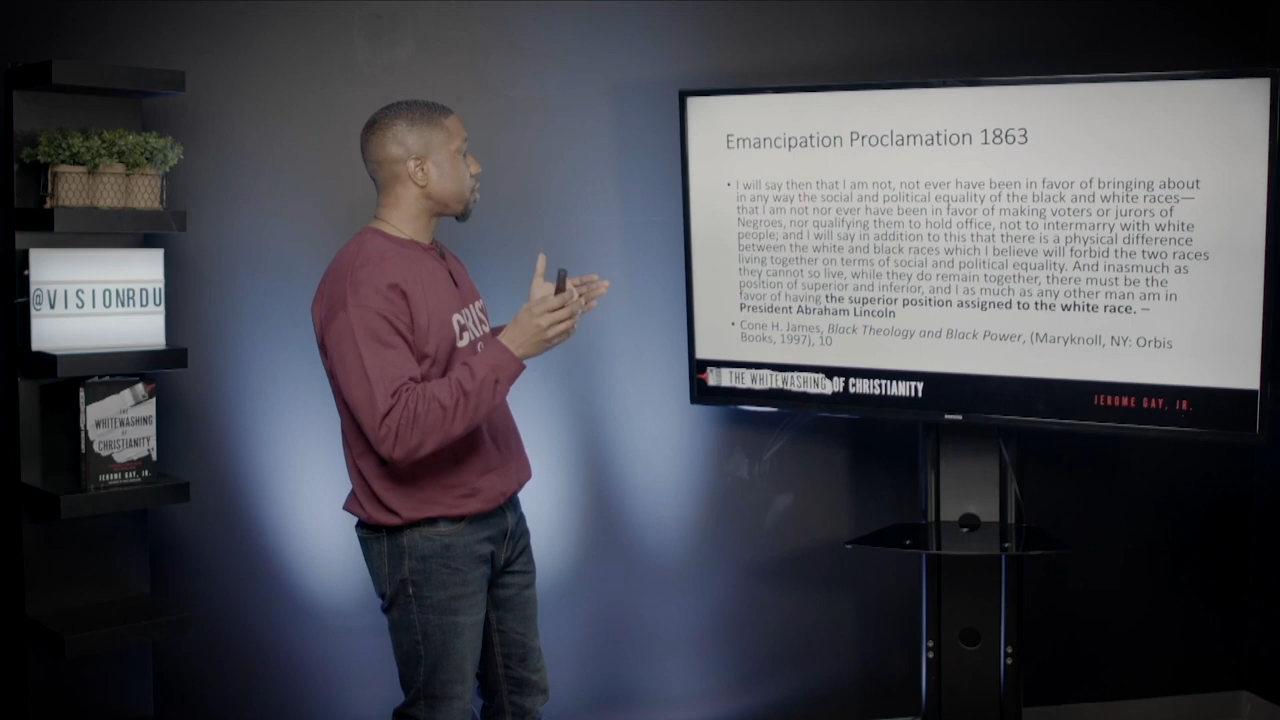 @VISIONRDU
THE
WHITEWASHING
OF
CHRISTIANITY
JEROME GAY, JR.
CHRIS
Emancipation Proclamation 1863
• I will say then that I am not, not ever have been in favor of bringing about
in any way the social and political equality of the black and white races—
that I am not nor ever have been in favor of making voters or jurors of
Negroes, nor qualifying them to hold office, not to intermarry with white
people; and I will say in addition to this that there is a physical difference
between the white and black races which I believe will forbid the two races
living together on terms of social and political equality. And inasmuch as
they cannot so live, while they do remain together, there must be the
position of superior and inferior, and I as much as any other man am in
favor of having the superior position assigned to the white race. –
President Abraham Lincoln
• Cone H. James, Black Theology and Black Power, (Maryknoll, NY: Orbis
Books, 1997), 10
THE WHITEWASHING OF CHRISTIANITY
JEROME GAY, JR.